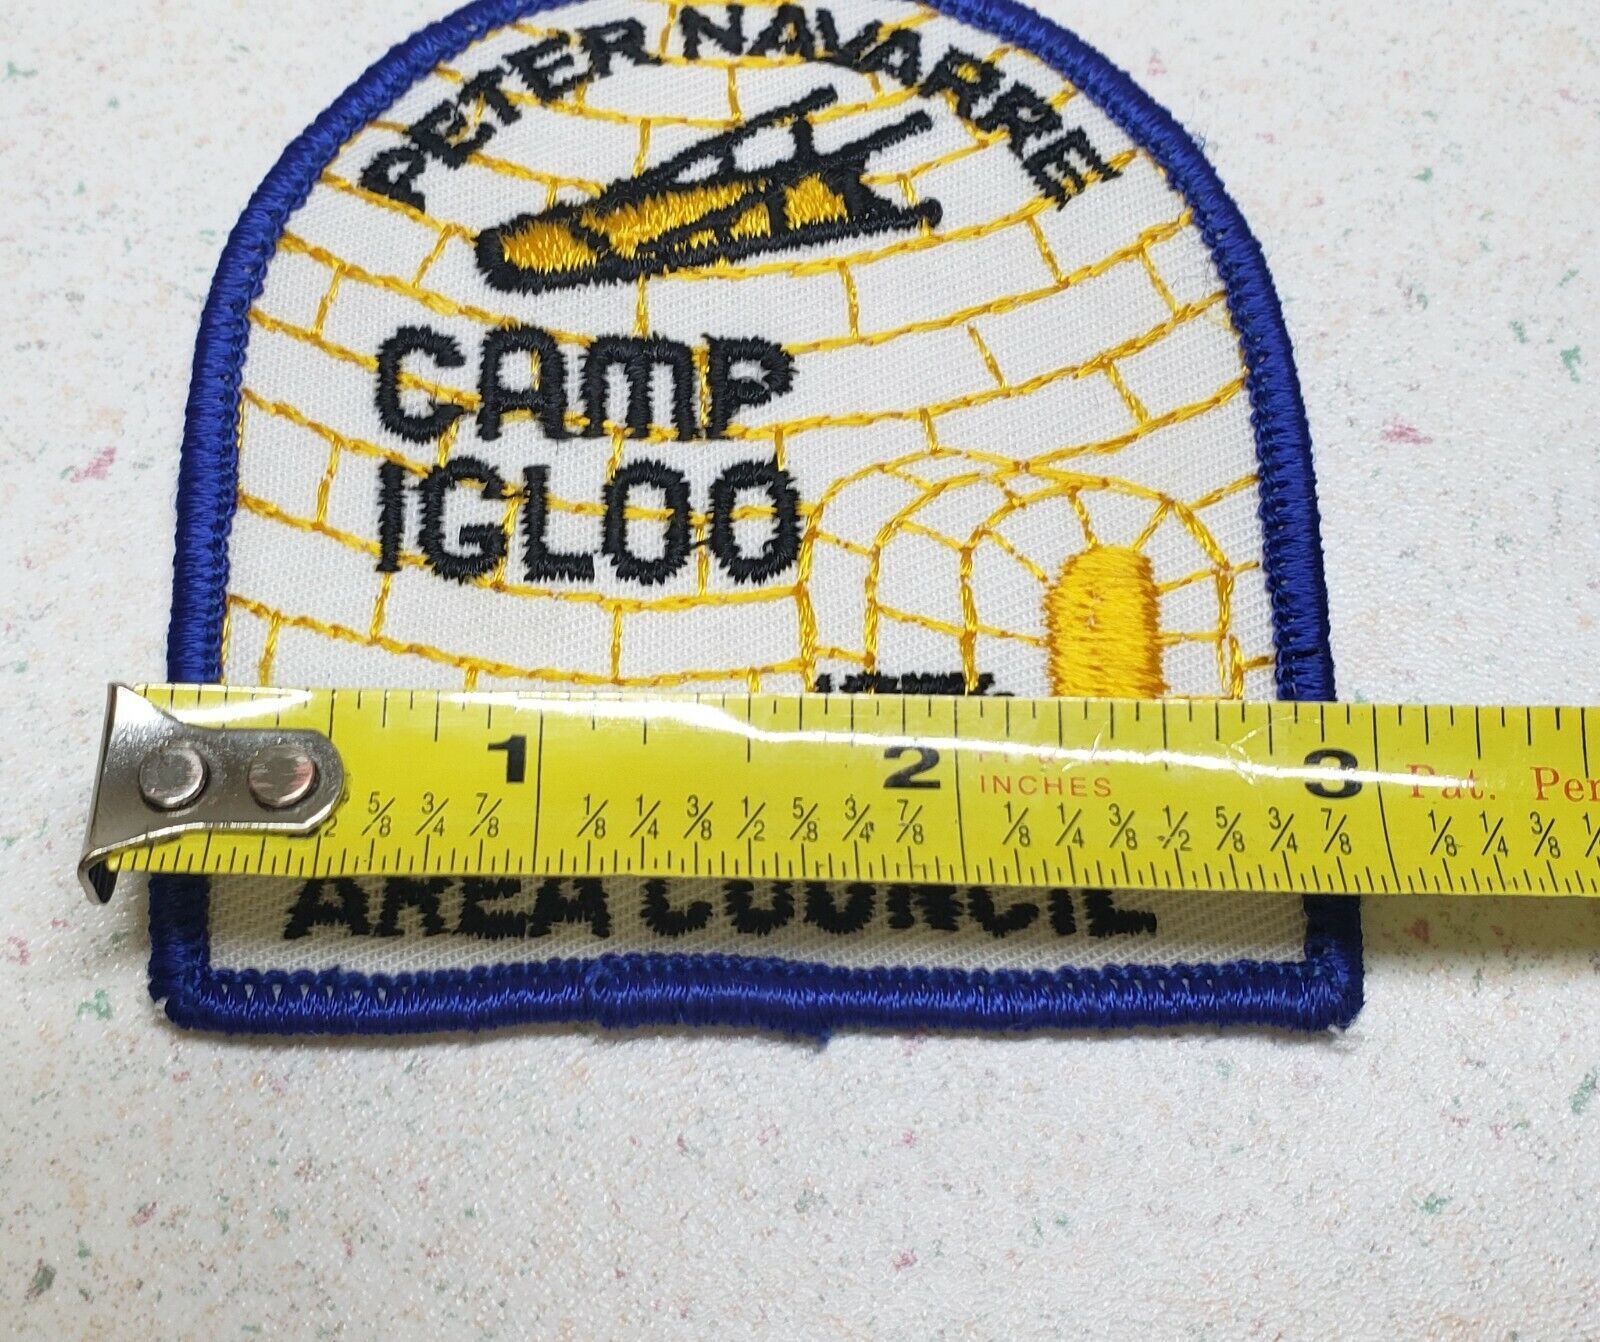 PETER NAVARRE
CAMP
IGLOO
1 2 3
INCHES Pat. Per
5/8 3/4 7/8 1/8 1/4 3/8 1/2 5/8 3/4 7/8 1/8 1/4 3/8 1/2 5/8 3/4 7/8 1/8 1/4 3/8
AREA COUNCIL